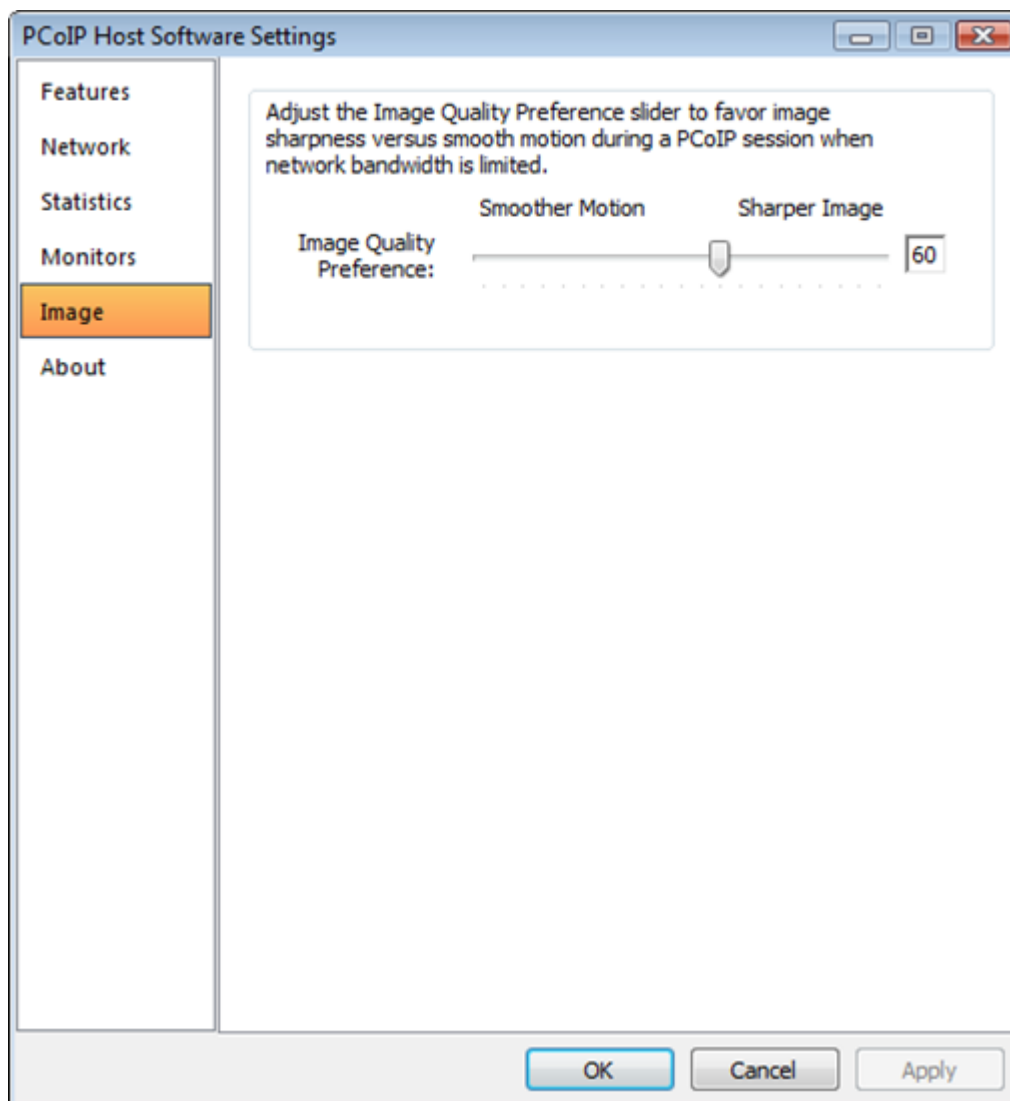 PCoIP Host Software Settings
Features
Network
Statistics
Monitors
Image
About
Adjust the Image Quality Preference slider to favor image
sharpness versus smooth motion during a PCoIP session when
network bandwidth is limited.
Smoother Motion Sharper Image
Image Quality
Preference:
60
OK Cancel Apply